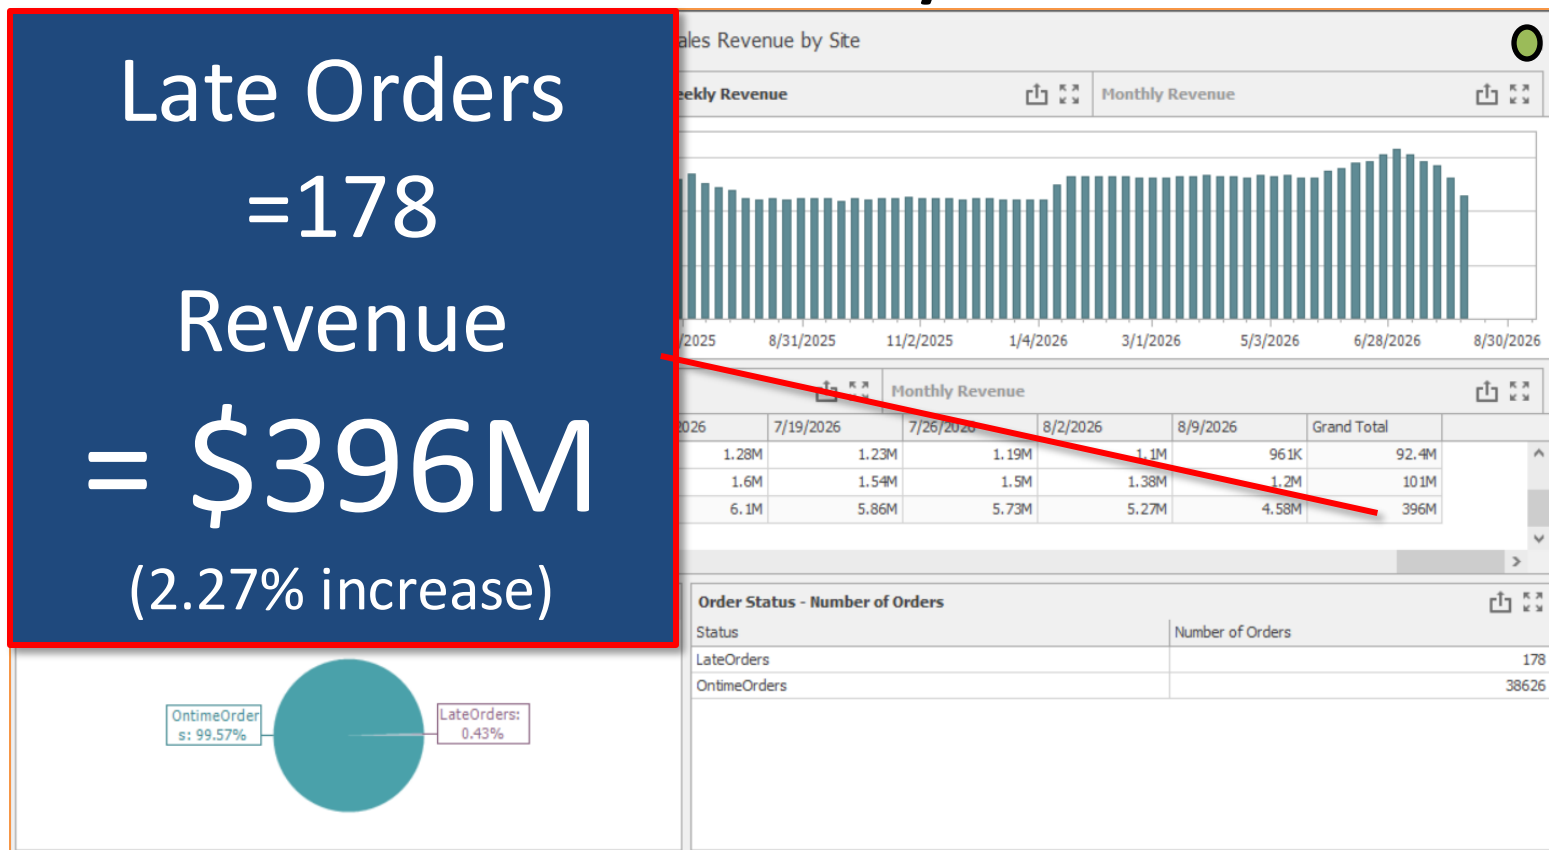 Late Orders
=178
Revenue
= $396M
(2.27% increase)
ales Revenue by Site
eekly Revenue
Monthly Revenue
/2025 8/31/2025 11/2/2025 1/4/2026 3/1/2026 5/3/2026 6/28/2026 8/30/2026
Monthly Revenue
026 7/19/2026 7/26/2026 8/2/2026 8/9/2026 Grand Total
1.28M 1.23M 1.19M 1.1M 961K 92.4M
1.6M 1.54M 1.5M 1.38M 1.2M 101M
6.1M 5.86M 5.73M 5.27M 4.58M 396M
Order Status - Number of Orders
Status Number of Orders
LateOrders 178
OntimeOrders 38626
OntimeOrder
s: 99.57%
LateOrders:
0.43%